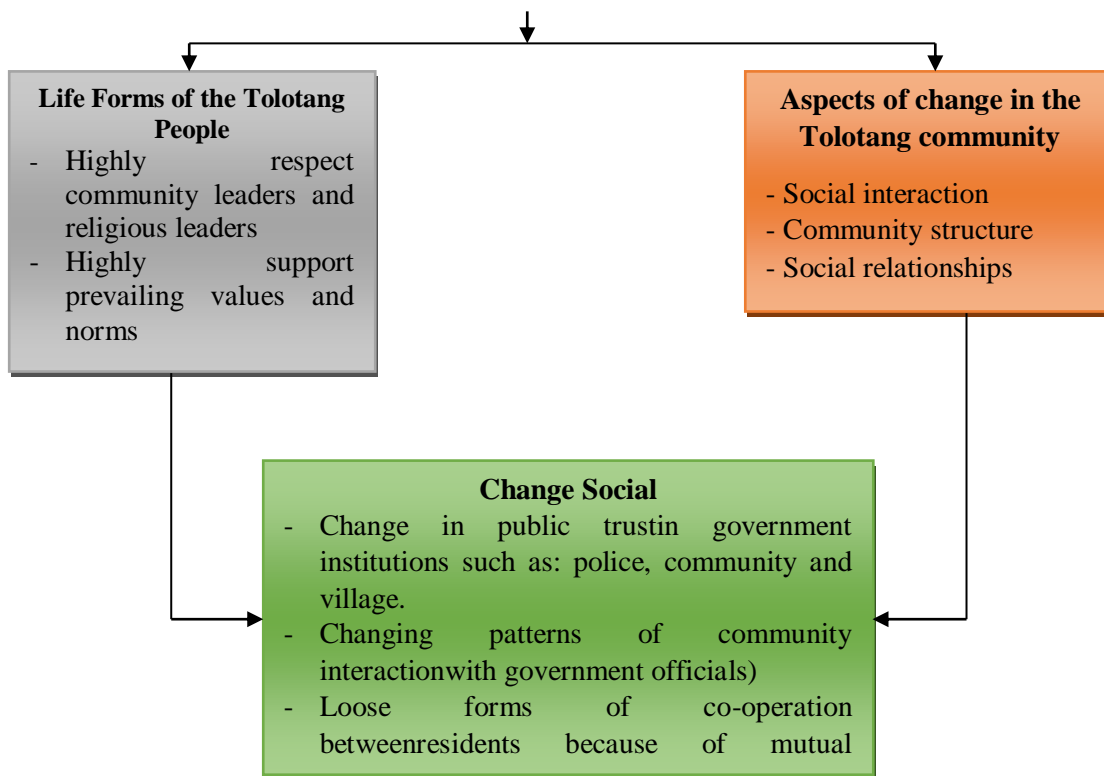 Life Forms of the Tolotang
People
- Highly respect
community leaders and
religious leaders
- Highly support
prevailing values and
norms
Aspects of change in the
Tolotang community
- Social interaction
- Community structure
- Social relationships
Change Social
- Change in public trustin government
institutions such as: police, community and
village.
- Changing patterns of community
interactionwith government officials)
- Loose forms of co-operation
betweenresidents because of mutual